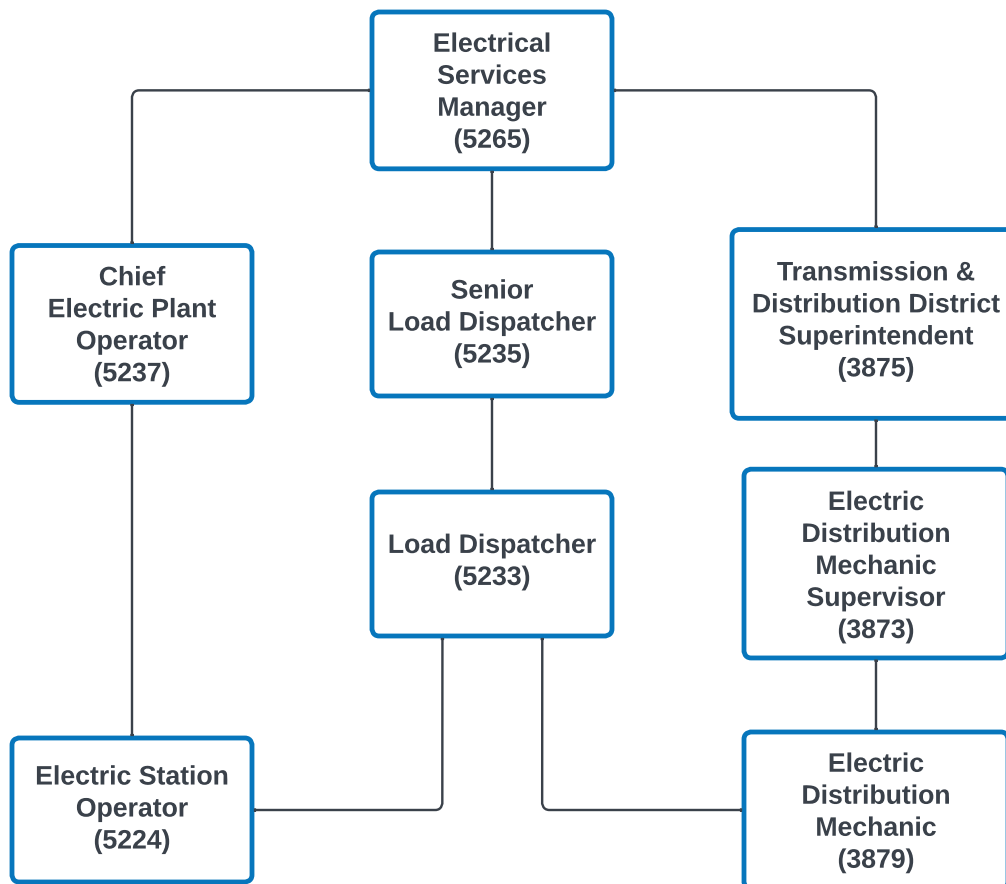 Electrical
Services
Manager
(5265)
Chief
Electric Plant
Operator
(5237)
Senior
Load Dispatcher
(5235)
Transmission &
Distribution District
Superintendent
(3875)
Load Dispatcher
(5233)
Electric
Distribution
Mechanic
Supervisor
(3873)
Electric Station
Operator
(5224)
Electric
Distribution
Mechanic
(3879)